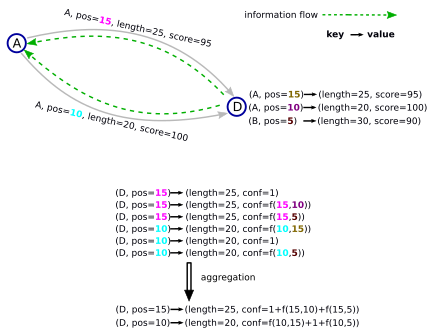 information flow
key → value
A, pos=15, length=25, score=95
A
A, pos=10, length=20, score=100
D
(A, pos=15)→(length=25, score=95)
(A, pos=10)→(length=20, score=100)
(B, pos=5)→(length=30, score=90)
(D, pos=15)→(length=25, conf=1)
(D, pos=15)→(length=25, conf=f(15,10))
(D, pos=15)→(length=25, conf=f(15,5))
(D, pos=10)→(length=20, conf=f(10,15))
(D, pos=10)→(length=20, conf=1)
(D, pos=10)→(length=20, conf=f(10,5))
aggregation
(D, pos=15)→(length=25, conf=1+f(15,10)+f(15,5))
(D, pos=10)→(length=20, conf=f(10,15)+1+f(10,5))